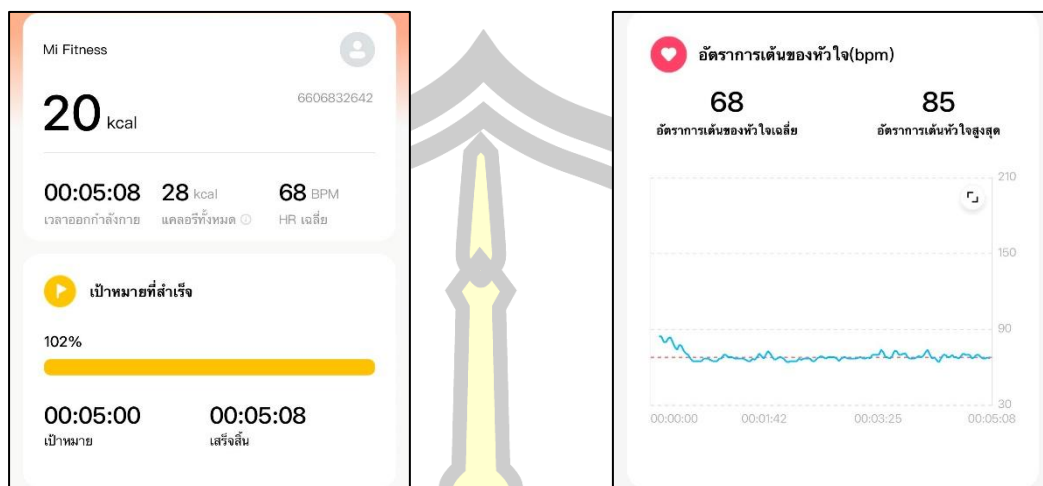 Mi Fitness
20 kcal
6606832642
00:05:08 28 kcal 68 BPM
เวลาออกกำลังกาย แคลอรีทั้งหมด HR เฉลี่ย
เป้าหมายที่สำเร็จ
102%
00:05:00 00:05:08
เป้าหมาย เสร็จสิ้น
อัตราการเต้นของหัวใจ(bpm)
68 85
อัตราการเต้นของหัวใจเฉลี่ย อัตราการเต้นหัวใจสูงสุด
210
150
90
30
00:00:00 00:01:42 00:03:25 00:05:08